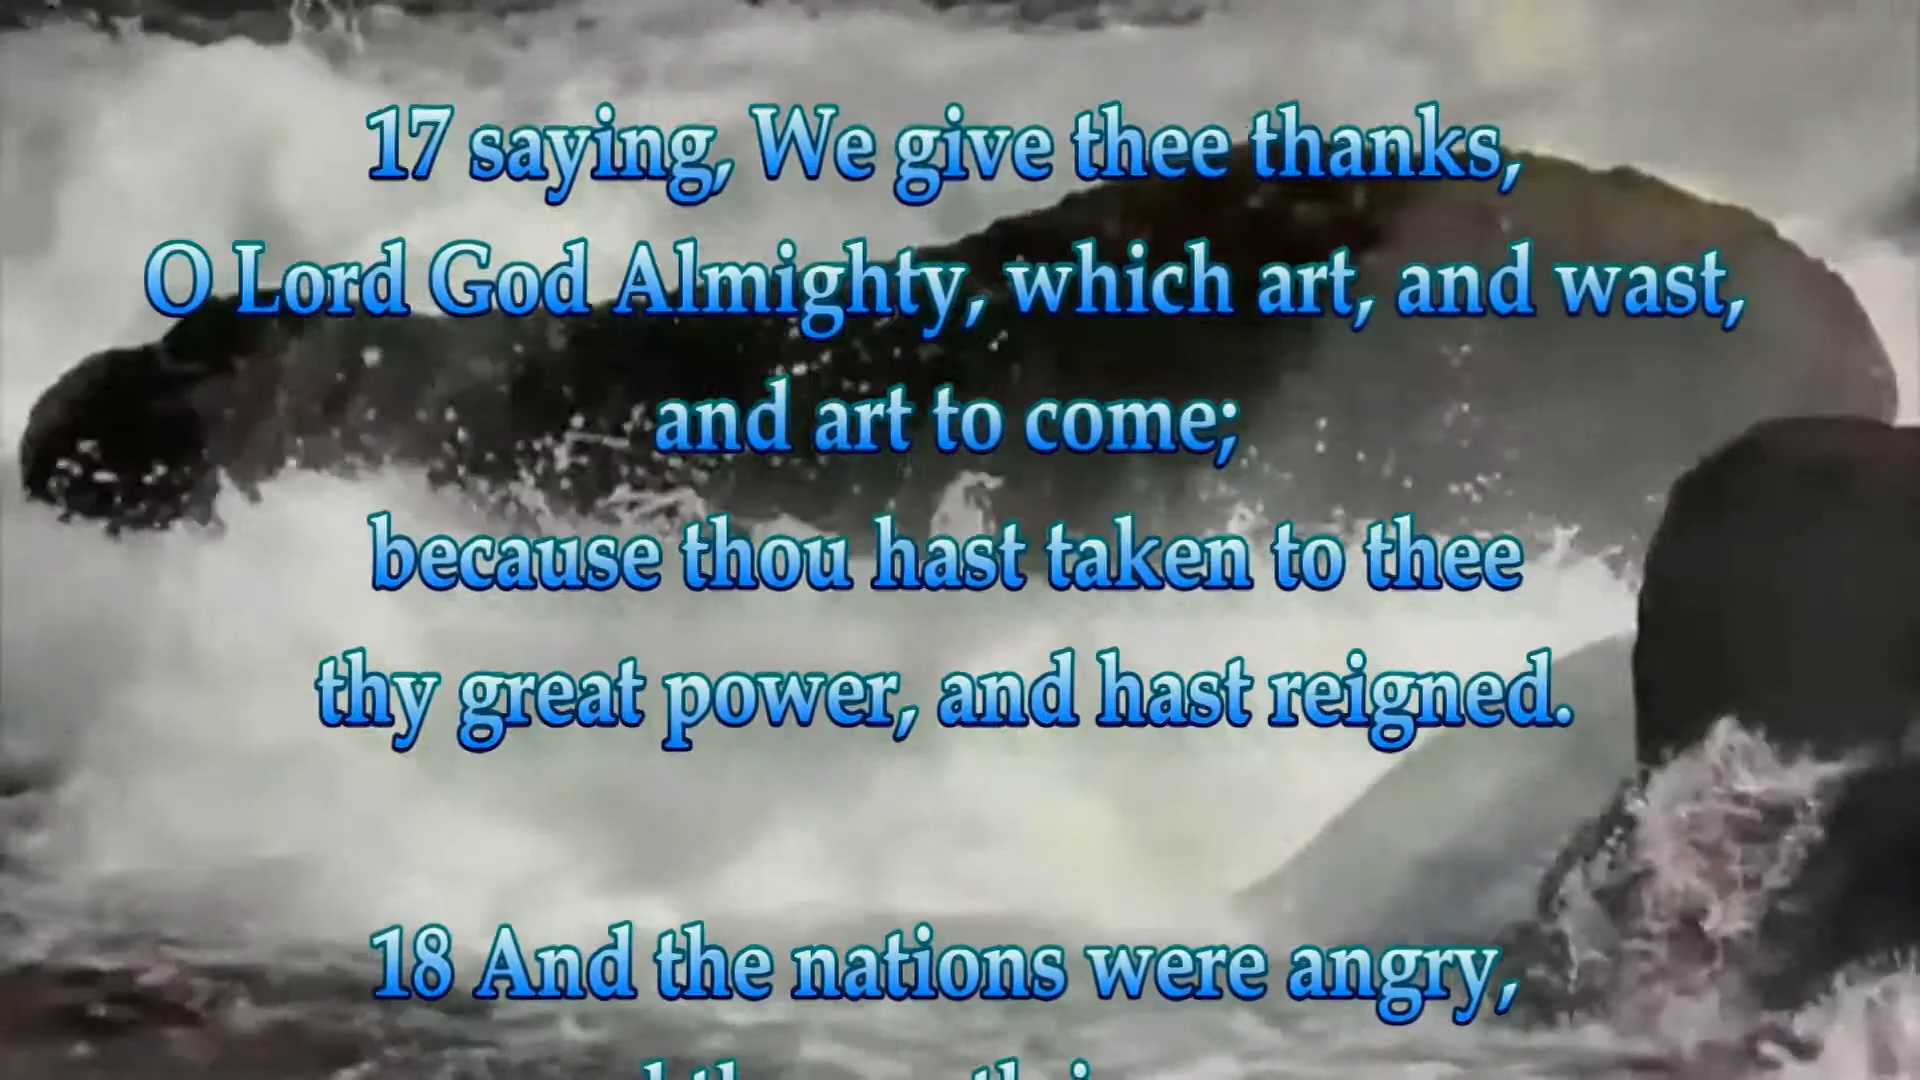 17 saying, We give thee thanks,
O Lord God Almighty, which art, and wast,
and art to come;
because thou hast taken to thee
thy great power, and hast reigned.
18 And the nations were angry,